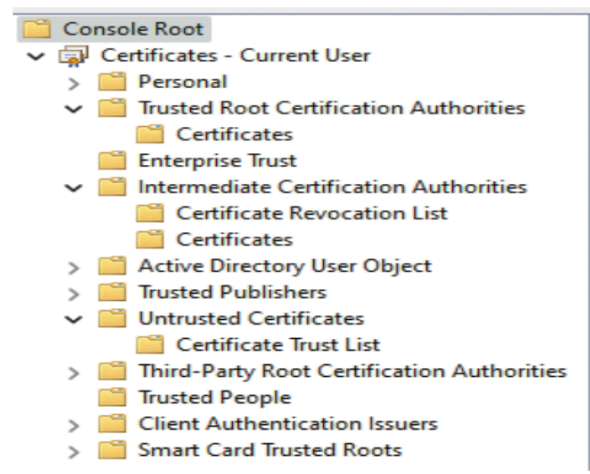 Console Root
Certificates - Current User
Personal
Trusted Root Certification Authorities
Certificates
Enterprise Trust
Intermediate Certification Authorities
Certificate Revocation List
Certificates
Active Directory User Object
Trusted Publishers
Untrusted Certificates
Certificate Trust List
Third-Party Root Certification Authorities
Trusted People
Client Authentication Issuers
Smart Card Trusted Roots